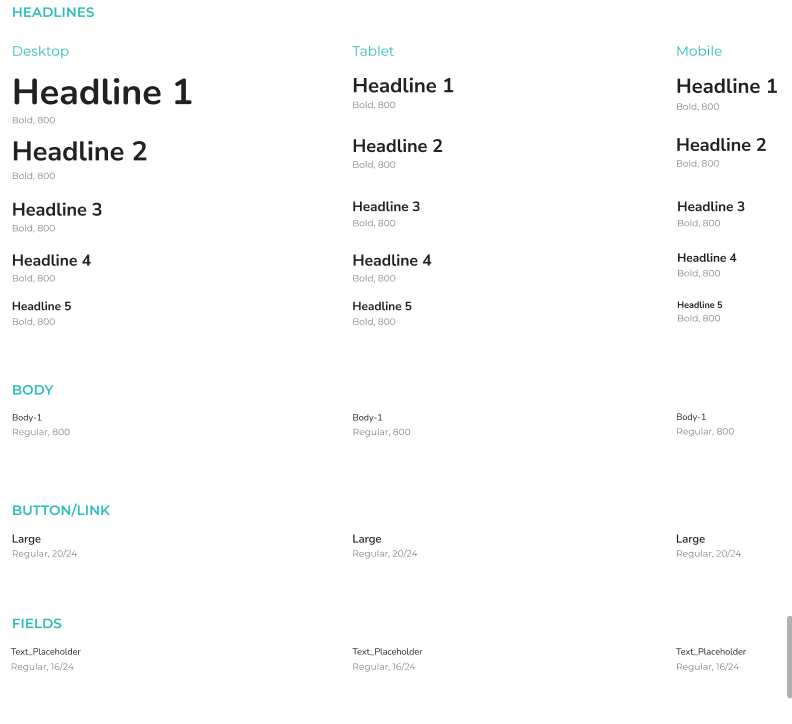 HEADLINES
Desktop Tablet Mobile
Headline 1 Headline 1 Headline 1
Bold, 800 Bold, 800 Bold, 800
Headline 2 Headline 2 Headline 2
Bold, 800 Bold, 800 Bold, 800
Headline 3 Headline 3 Headline 3
Bold, 800 Bold, 800 Bold, 800
Headline 4 Headline 4 Headline 4
Bold, 800 Bold, 800 Bold, 800
Headline 5 Headline 5 Headline 5
Bold, 800 Bold, 800 Bold, 800
BODY
Body-1 Body-1 Body-1
Regular, 800 Regular, 800 Regular, 800
BUTTON/LINK
Large Large Large
Regular, 20/24 Regular, 20/24 Regular, 20/24
FIELDS
Text_Placeholder Text_Placeholder Text_Placeholder
Regular, 16/24 Regular, 16/24 Regular, 16/24